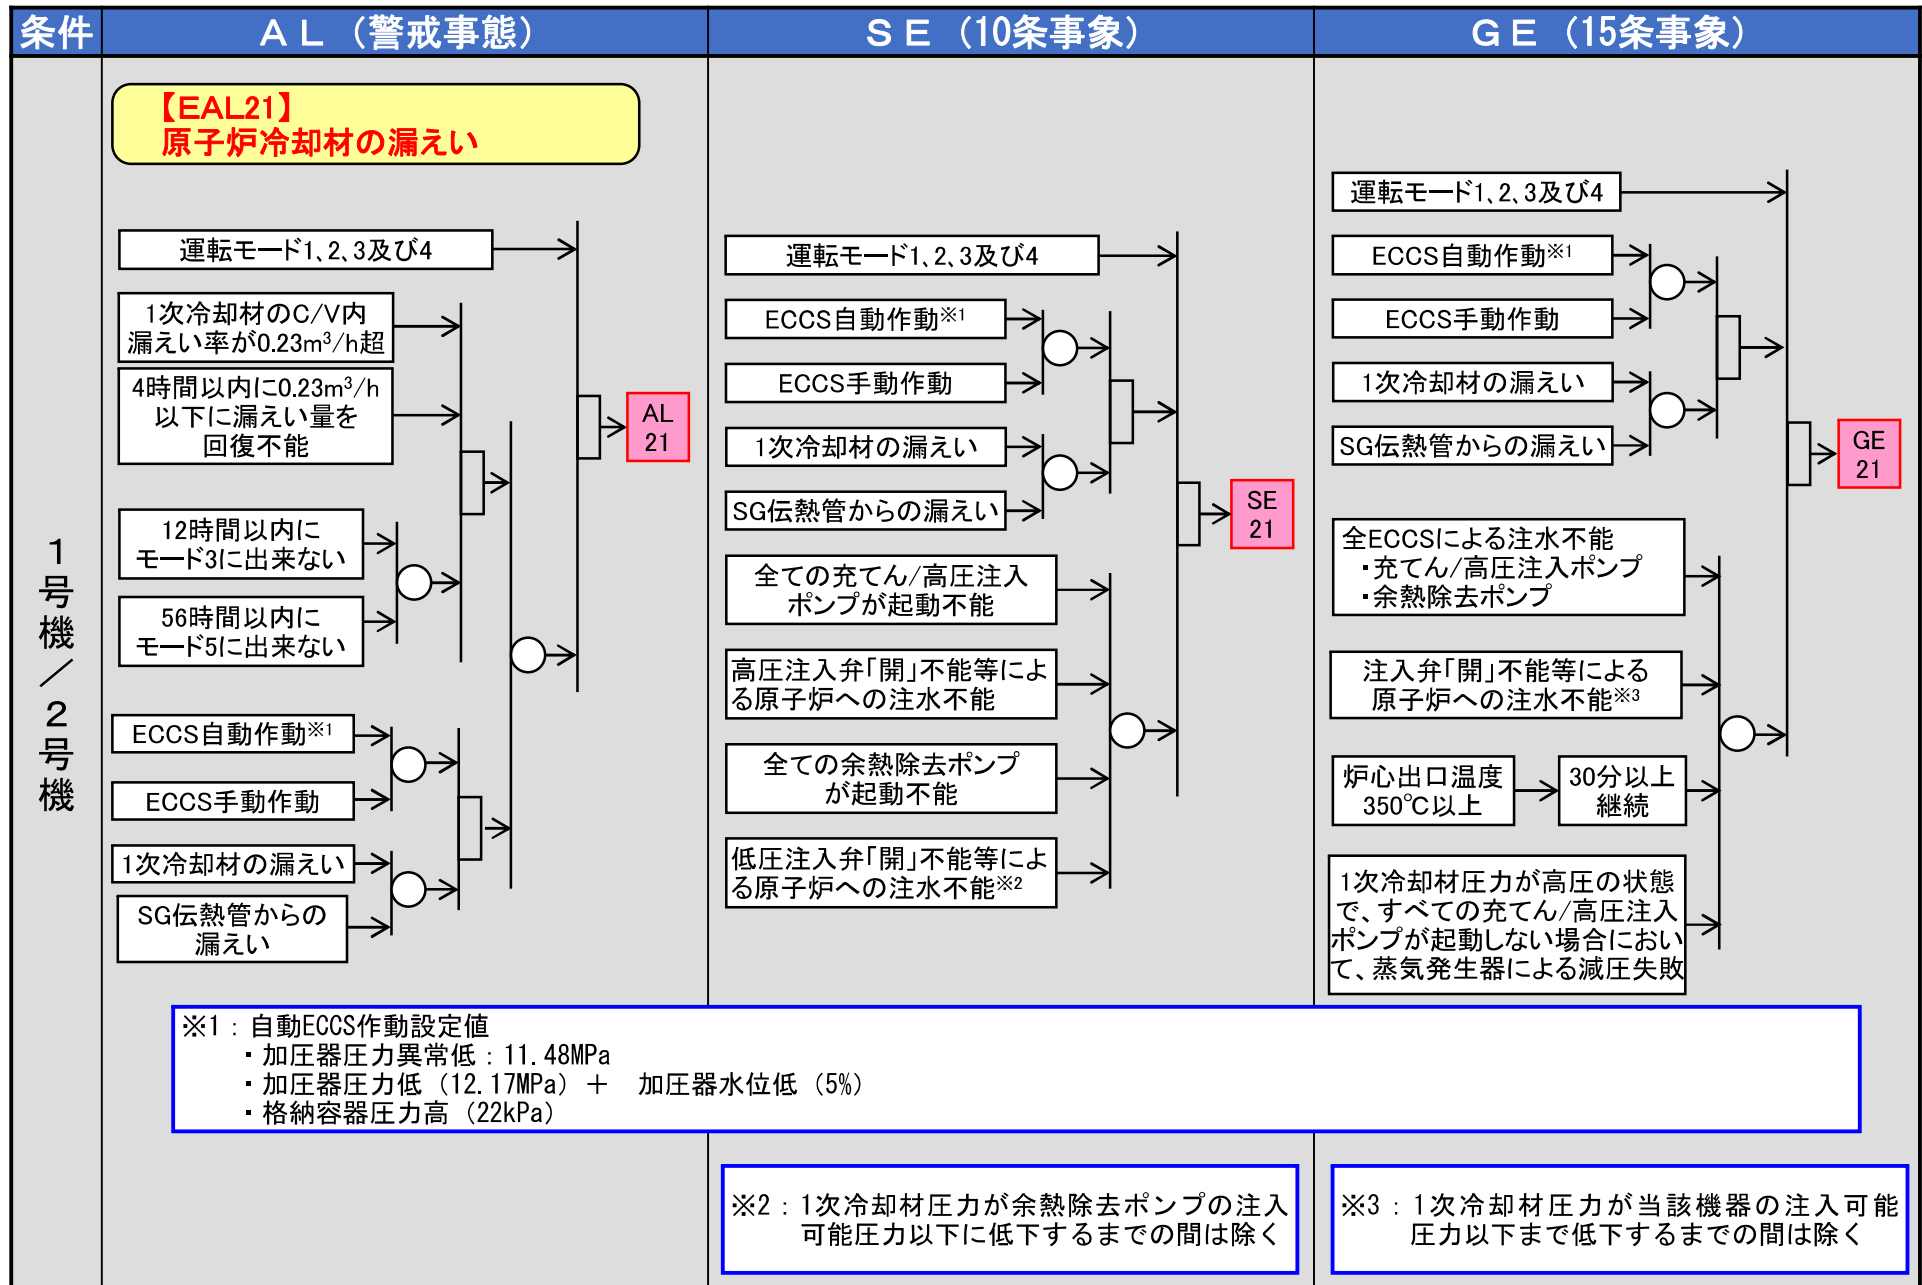 条件
ＡＬ（警戒事態）
ＳＥ（10条事象）
ＧＥ（15条事象）
1号機／2号機
【EAL21】
原子炉冷却材の漏えい
運転モード1、2、3及び4
1次冷却材のC/V内
漏えい率が0.23m³/h超
4時間以内に0.23m³/h
以下に漏えい量を
回復不能
12時間以内に
モード3に出来ない
56時間以内に
モード5に出来ない
ECCS自動作動※1
ECCS手動作動
1次冷却材の漏えい
SG伝熱管からの
漏えい
AL
21
運転モード1、2、3及び4
ECCS自動作動※1
ECCS手動作動
1次冷却材の漏えい
SG伝熱管からの漏えい
全ての充てん/高圧注入
ポンプが起動不能
高圧注入弁「開」不能等によ
る原子炉への注水不能
全ての余熱除去ポンプ
が起動不能
低圧注入弁「開」不能等によ
る原子炉への注水不能※2
SE
21
運転モード1、2、3及び4
ECCS自動作動※1
ECCS手動作動
1次冷却材の漏えい
SG伝熱管からの漏えい
全ECCSによる注水不能
・充てん/高圧注入ポンプ
・余熱除去ポンプ
注入弁「開」不能等による
原子炉への注水不能※3
炉心出口温度
350℃以上
30分以上
継続
1次冷却材圧力が高圧の状態
で、すべての充てん/高圧注入
ポンプが起動しない場合におい
て、蒸気発生器による減圧失敗
GE
21
※1：自動ECCS作動設定値
・加圧器圧力異常低：11.48MPa
・加圧器圧力低（12.17MPa）＋　加圧器水位低（5%）
・格納容器圧力高（22kPa）
※2：1次冷却材圧力が余熱除去ポンプの注入
可能圧力以下に低下するまでの間は除く
※3：1次冷却材圧力が当該機器の注入可能
圧力以下まで低下するまでの間は除く